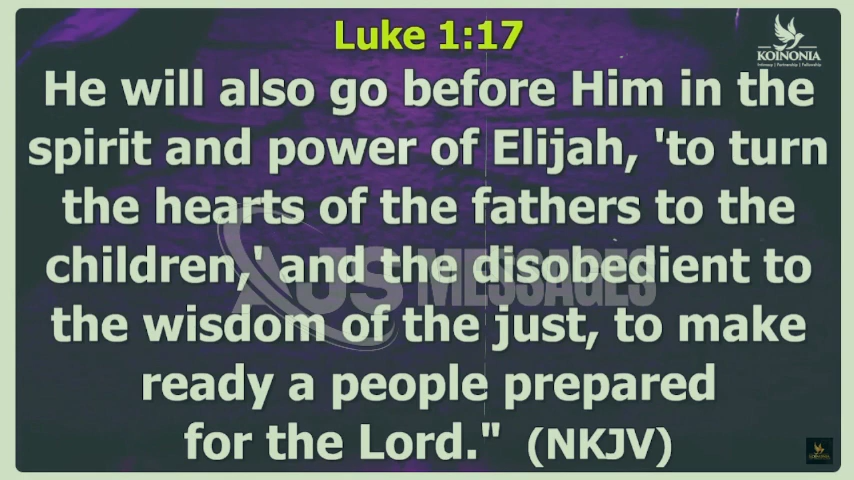 Luke 1:17
KOINONIA
He will also go before Him in the
spirit and power of Elijah, 'to turn
the hearts of the fathers to the
children,' and the disobedient to
the wisdom of the just, to make
ready a people prepared
for the Lord." (NKJV)
JS MESSAGES